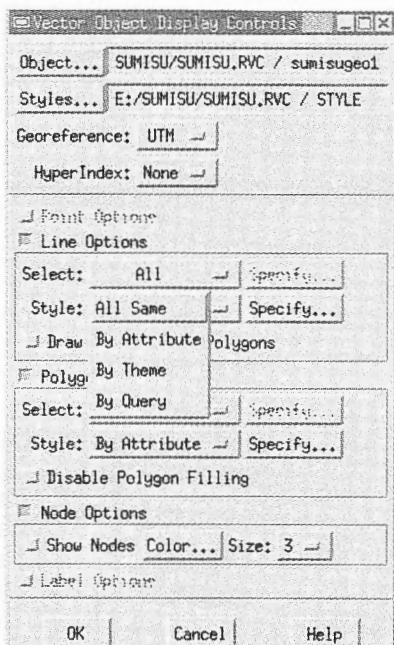 Vector Object Display Controls
Object... SUMISU/SUMISU.RVC / sumisugeo1
Styles... E:/SUMISU/SUMISU.RVC / STYLE
Georeference: UTM
HyperIndex: None
Point Options
Line Options
Select: All Specify...
Style: All Same Specify...
Draw By Attribute Polygons
By Theme
Polyg
By Query
Select: Specify...
Style: By Attribute Specify...
Disable Polygon Filling
Node Options
Show Nodes Color... Size: 3
Label Options
OK Cancel Help